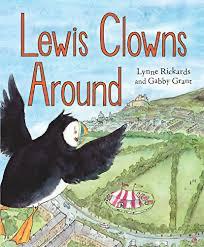 Lewis Clowns
Around
Lynne Rickards
and Gabby Grant